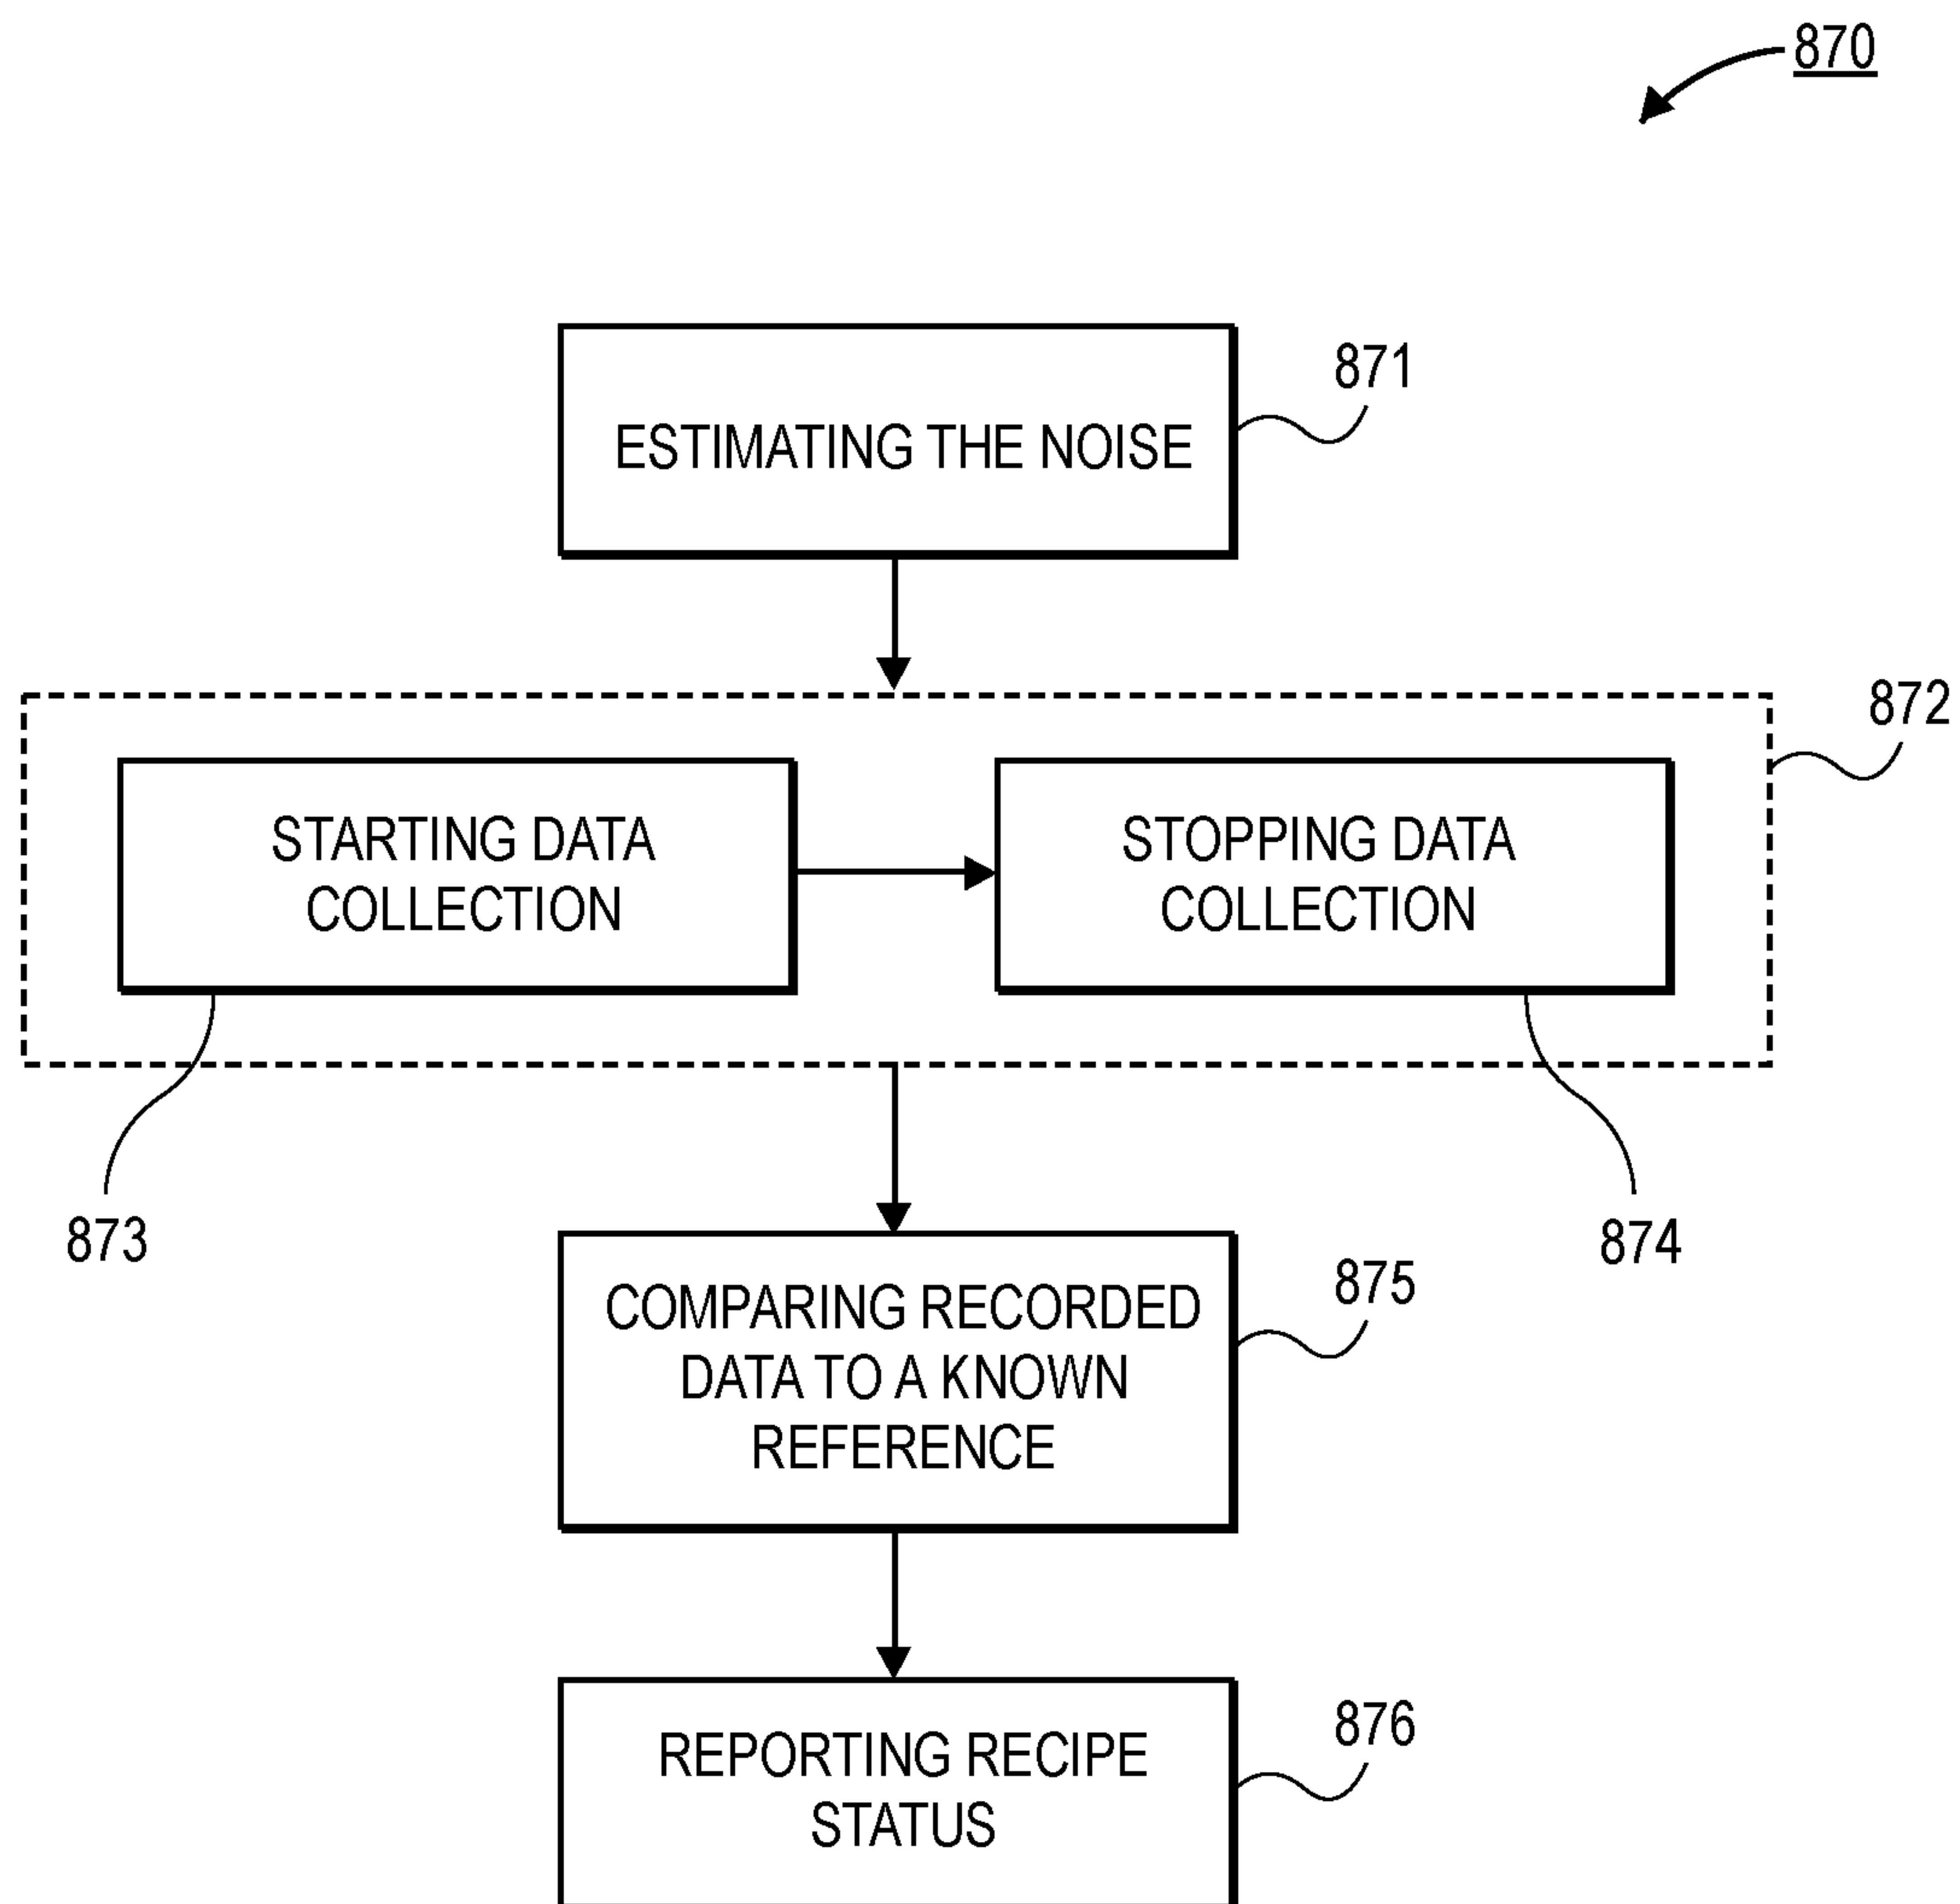 870
871
ESTIMATING THE NOISE
872
STARTING DATA
COLLECTION
STOPPING DATA
COLLECTION
873
874
875
COMPARING RECORDED
DATA TO A KNOWN
REFERENCE
876
REPORTING RECIPE
STATUS